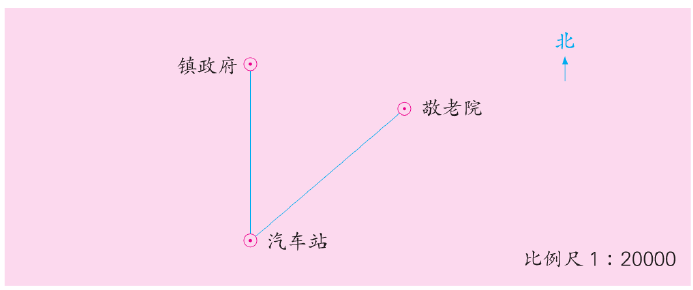 北
镇政府
敬老院
汽车站
比例尺 1：20000